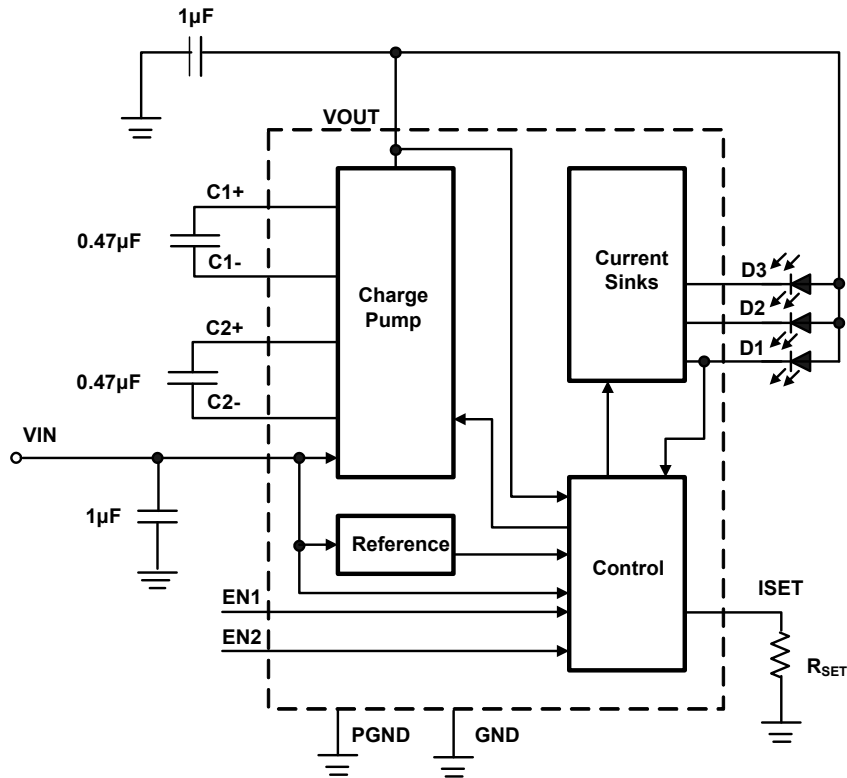 1µF
VOUT
C1+
0.47µF
C1-
Charge
Pump
Current
Sinks
D3
D2
D1
C2+
0.47µF
C2-
VIN
1µF
Reference
Control
ISET
EN1
EN2
RSET
PGND
GND